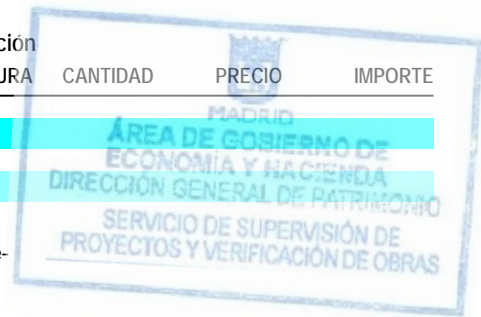 ción
URA CANTIDAD PRECIO IMPORTE
MADRID
ÁREA DE GOBIERNO DE
ECONOMÍA Y HACIENDA
DIRECCIÓN GENERAL DE PATRIMONIO
SERVICIO DE SUPERVISIÓN DE
PROYECTOS Y VERIFICACIÓN DE OBRAS
e-